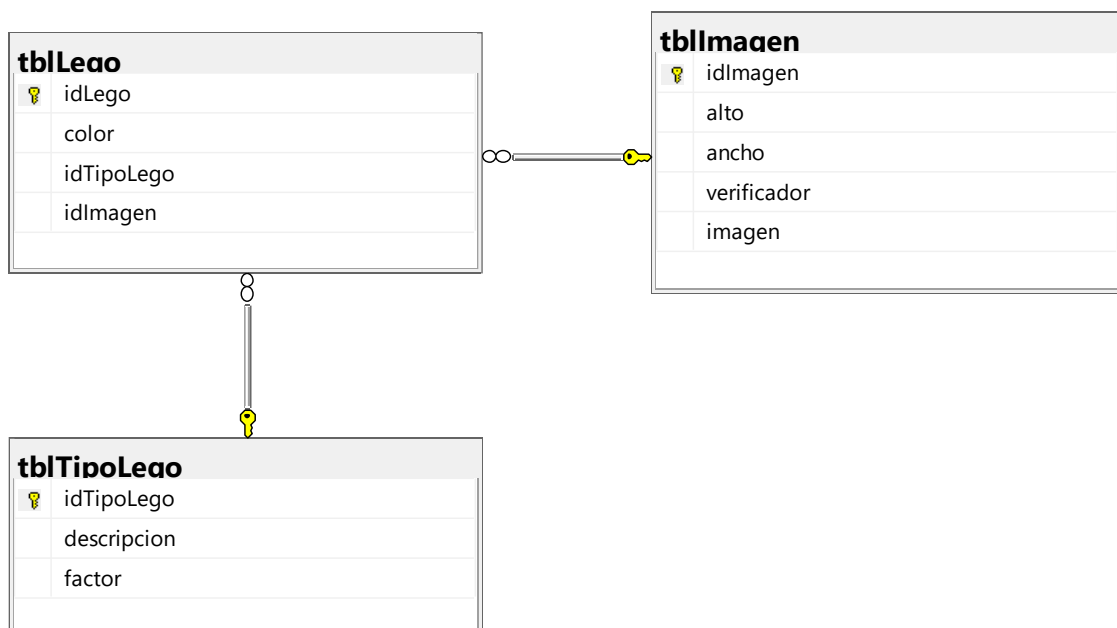 tblLego
idLego
color
idTipoLego
idImagen
tblImagen
idImagen
alto
ancho
verificador
imagen
tblTipoLego
idTipoLego
descripcion
factor